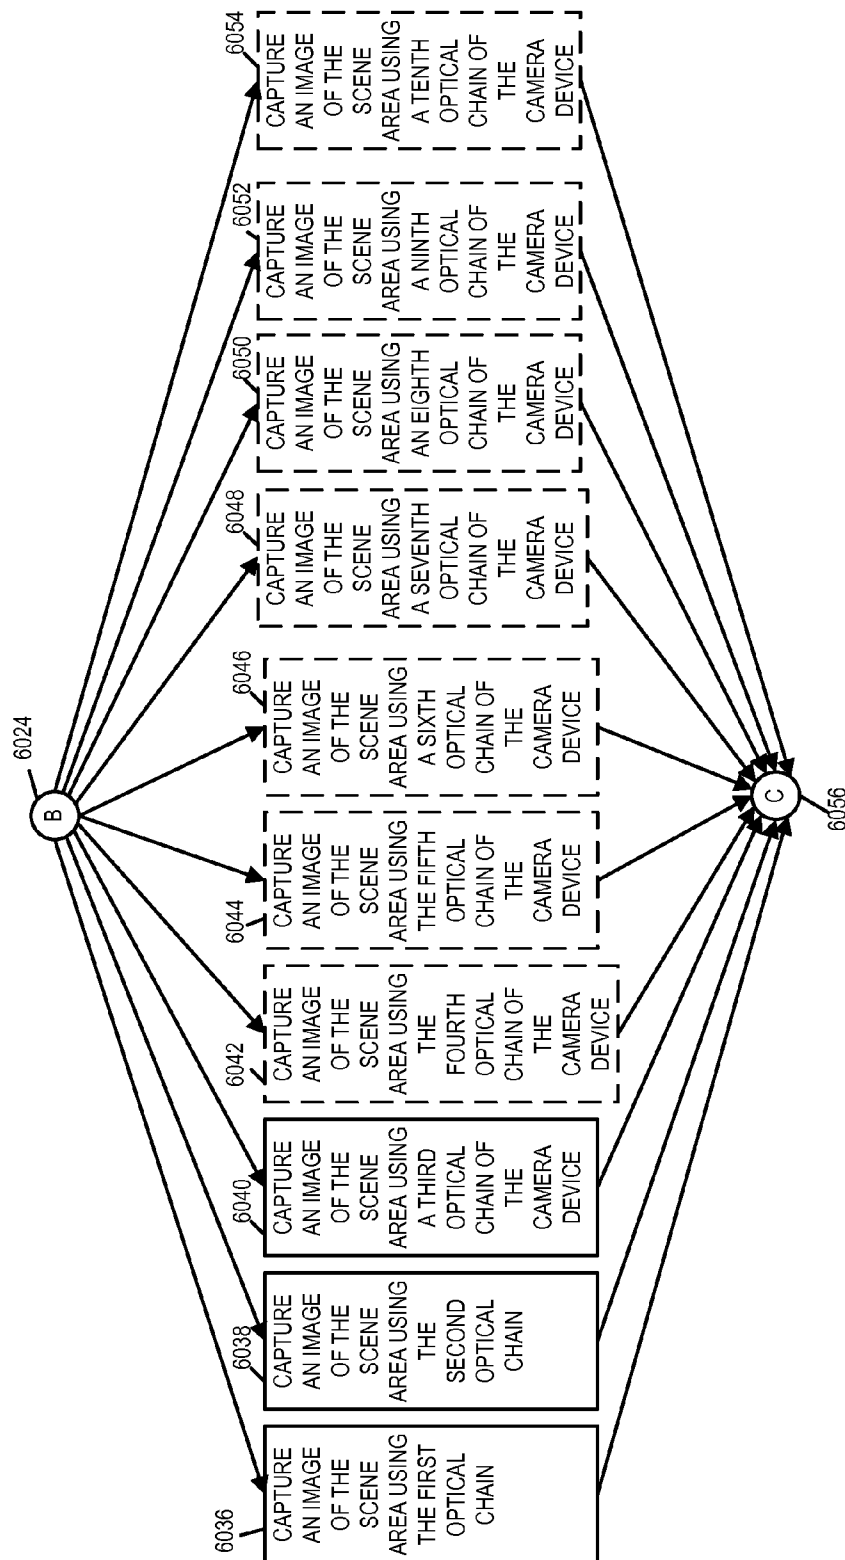 6024
B
6036
CAPTURE
AN IMAGE
OF THE
SCENE
AREA USING
THE FIRST
OPTICAL
CHAIN
6038
CAPTURE
AN IMAGE
OF THE
SCENE
AREA USING
THE
SECOND
OPTICAL
CHAIN
6040
CAPTURE
AN IMAGE
OF THE
SCENE
AREA USING
A THIRD
OPTICAL
CHAIN OF
THE
CAMERA
DEVICE
6042
CAPTURE
AN IMAGE
OF THE
SCENE
AREA USING
THE
FOURTH
OPTICAL
CHAIN OF
THE
CAMERA
DEVICE
6044
CAPTURE
AN IMAGE
OF THE
SCENE
AREA USING
THE FIFTH
OPTICAL
CHAIN OF
THE
CAMERA
DEVICE
6046
CAPTURE
AN IMAGE
OF THE
SCENE
AREA USING
A SIXTH
OPTICAL
CHAIN OF
THE
CAMERA
DEVICE
6048
CAPTURE
AN IMAGE
OF THE
SCENE
AREA USING
A SEVENTH
OPTICAL
CHAIN OF
THE
CAMERA
DEVICE
6050
CAPTURE
AN IMAGE
OF THE
SCENE
AREA USING
AN EIGHTH
OPTICAL
CHAIN OF
THE
CAMERA
DEVICE
6052
CAPTURE
AN IMAGE
OF THE
SCENE
AREA USING
A NINTH
OPTICAL
CHAIN OF
THE
CAMERA
DEVICE
6054
CAPTURE
AN IMAGE
OF THE
SCENE
AREA USING
A TENTH
OPTICAL
CHAIN OF
THE
CAMERA
DEVICE
C
6056